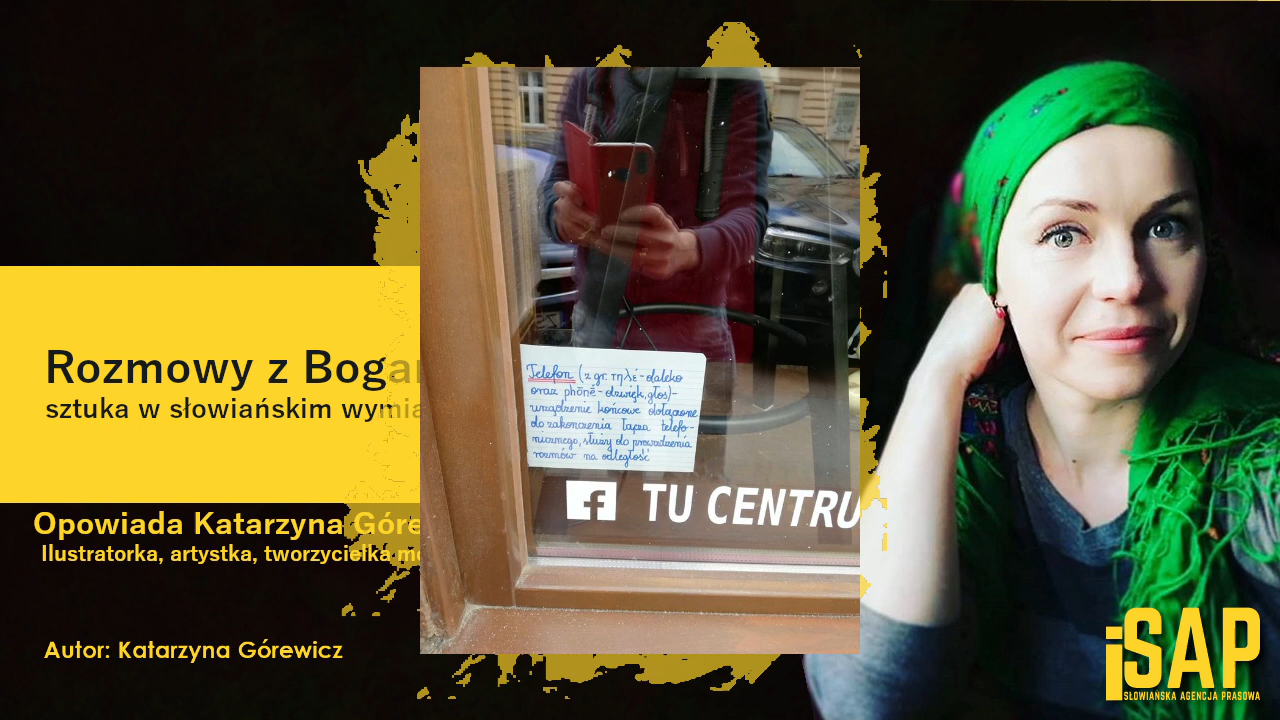 Rozmowy z Bogar
sztuka w słowiańskim wymia
Opowiada Katarzyna Góre
Ilustratorka, artystka, tworzycielka mo
Autor: Katarzyna Górewicz
Telefon (z gr. τηλέ - daleko
oraz phōnē - dźwięk, głos) -
urządzenie końcowe dołączone
do zakończenia łącza telefo-
nicznego, służy do prowadzenia
rozmów na odległość
f TU CENTRU
iSAP
SŁOWIAŃSKA AGENCJA PRASOWA